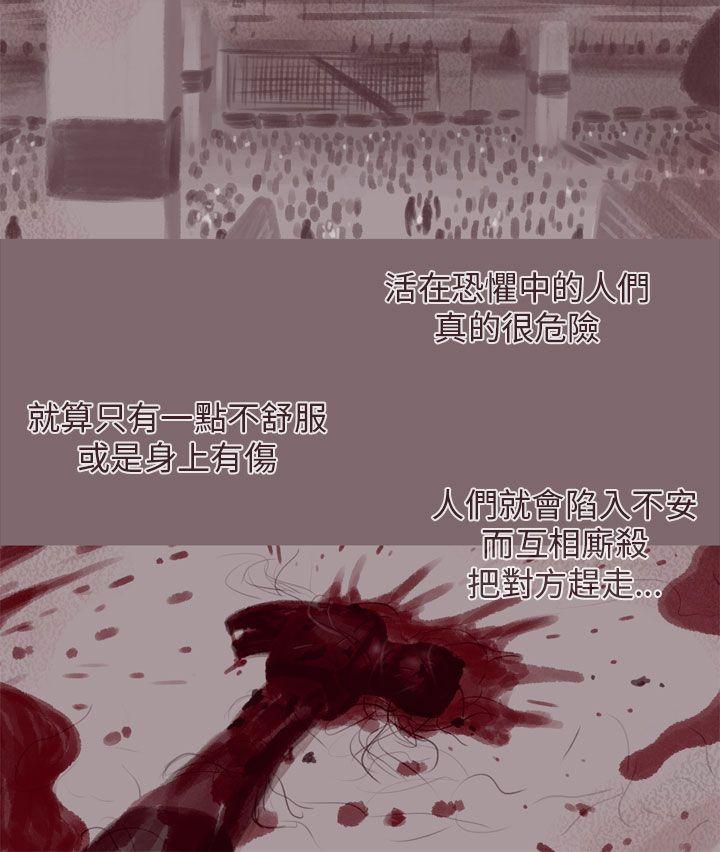 活在恐懼中的人們
真的很危險
就算只有一點不舒服
或是身上有傷
人們就會陷入不安
而互相廝殺
把對方趕走...